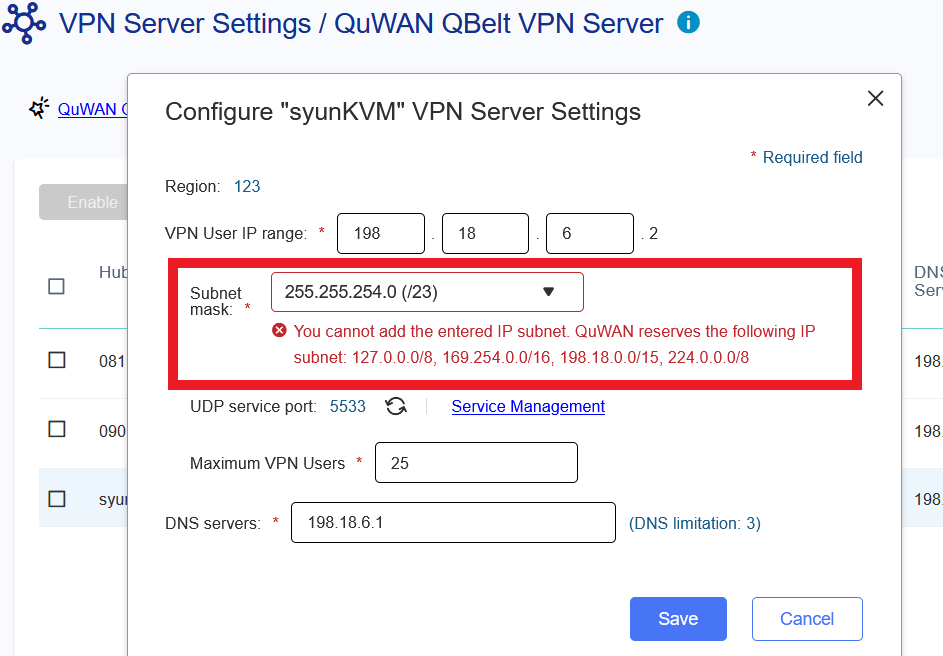 VPN Server Settings / QuWAN QBelt VPN Server
QuWAN
Configure "syunKVM" VPN Server Settings
* Required field
Region: 123
Enable
VPN User IP range: * 198 . 18 . 6 . 2
Hub
DNS
Subnet
mask: * 255.255.254.0 (/23)
You cannot add the entered IP subnet. QuWAN reserves the following IP
subnet: 127.0.0.0/8, 169.254.0.0/16, 198.18.0.0/15, 224.0.0.0/8
081 198.
UDP service port: 5533 Service Management
090 198.
Maximum VPN Users * 25
syun 198.
DNS servers: * 198.18.6.1 (DNS limitation: 3)
Save Cancel